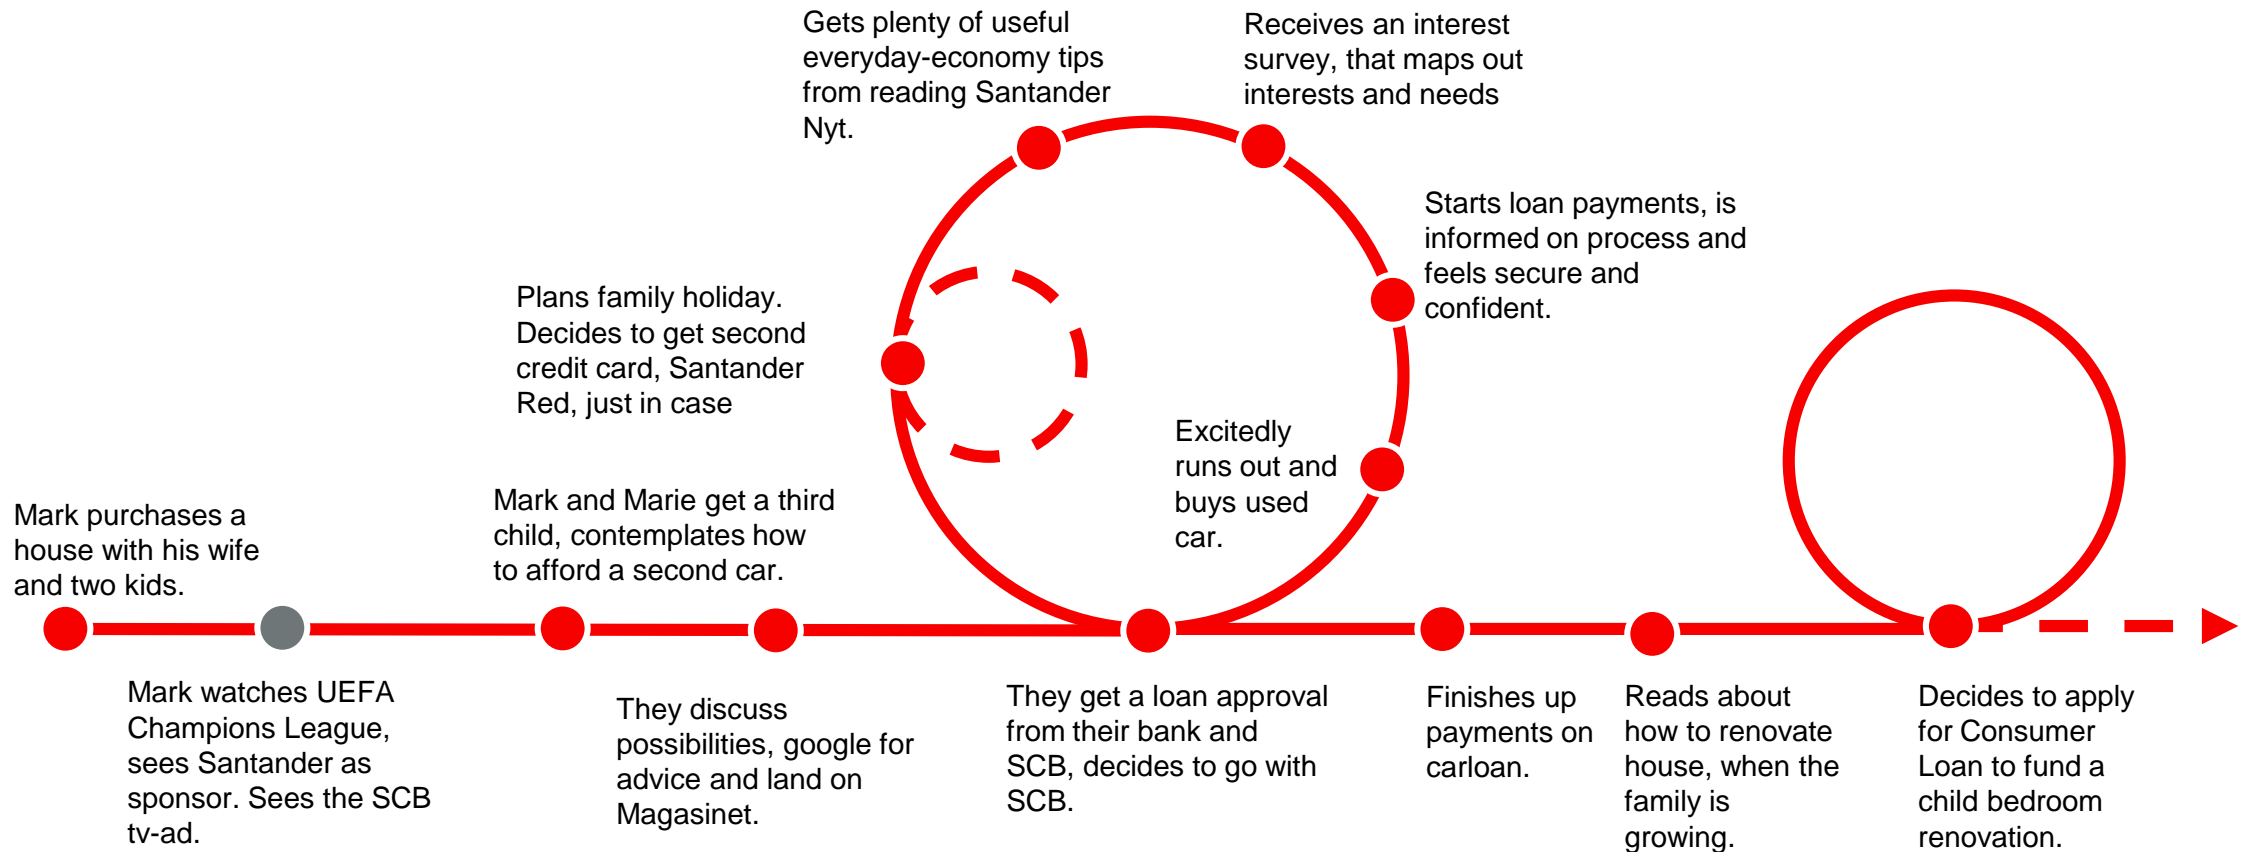 Gets plenty of useful
everyday-economy tips
from reading Santander
Nyt.
Receives an interest
survey, that maps out
interests and needs
Starts loan payments, is
informed on process and
feels secure and
confident.
Plans family holiday.
Decides to get second
credit card, Santander
Red, just in case
Excitedly
runs out and
buys used
car.
Mark purchases a
house with his wife
and two kids.
Mark and Marie get a third
child, contemplates how
to afford a second car.
Mark watches UEFA
Champions League,
sees Santander as
sponsor. Sees the SCB
tv-ad.
They discuss
possibilities, google for
advice and land on
Magasinet.
They get a loan approval
from their bank and
SCB, decides to go with
SCB.
Finishes up
payments on
carloan.
Reads about
how to renovate
house, when the
family is
growing.
Decides to apply
for Consumer
Loan to fund a
child bedroom
renovation.